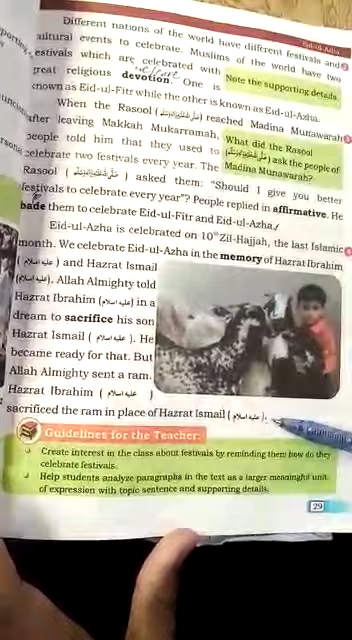 Eid-ul-Azha
Different nations of the world have different festivals and
cultural events to celebrate. Muslims of the world have two
festivals which are celebrated with
great religious devotion. One is
Note the supporting details.
known as Eid-ul-Fitr while the other is known as Eid-ul-Azha.
When the Rasool (ﷺ) reached Madina Munawarah
after leaving Makkah Mukarramah,
people told him that they used to
celebrate two festivals every year. The
What did the Rasool
(ﷺ) ask the people of
Madina Munawarah?
Rasool (ﷺ) asked them: “Should I give you better
festivals to celebrate every year”? People replied in affirmative. He
bade them to celebrate Eid-ul-Fitr and Eid-ul-Azha.
Eid-ul-Azha is celebrated on 10th Zil-Hajjah, the last Islamic
month. We celebrate Eid-ul-Azha in the memory of Hazrat Ibrahim
(علیہ اسلام) and Hazrat Ismail
(علیہ اسلام). Allah Almighty told
Hazrat Ibrahim (علیہ اسلام) in a
dream to sacrifice his son
Hazrat Ismail (علیہ اسلام). He
became ready for that. But
Allah Almighty sent a ram.
Hazrat Ibrahim (علیہ اسلام)
sacrificed the ram in place of Hazrat Ismail (علیہ اسلام).
Guidelines for the Teacher:
Create interest in the class about festivals by reminding them how do they
celebrate festivals.
Help students analyze paragraphs in the text as a larger meaningful unit
of expression with topic sentence and supporting details.
29